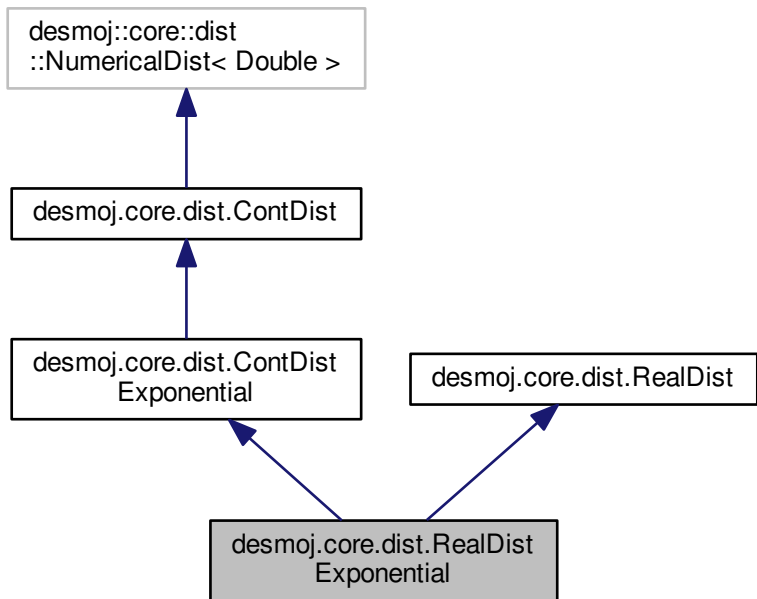 desmoj::core::dist
::NumericalDist< Double >
desmoj.core.dist.ContDist
desmoj.core.dist.ContDist
Exponential
desmoj.core.dist.RealDist
desmoj.core.dist.RealDist
Exponential